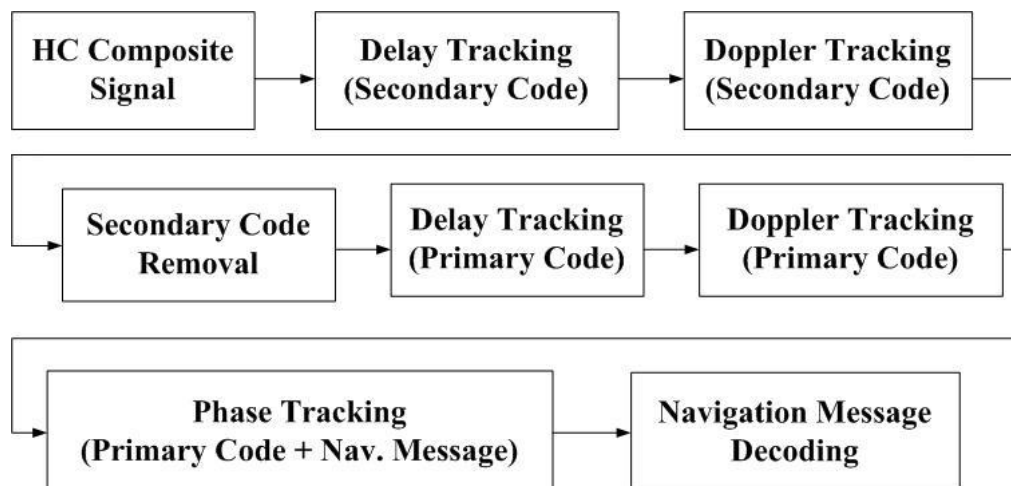 HC Composite
Signal
Delay Tracking
(Secondary Code)
Doppler Tracking
(Secondary Code)
Secondary Code
Removal
Delay Tracking
(Primary Code)
Doppler Tracking
(Primary Code)
Phase Tracking
(Primary Code + Nav. Message)
Navigation Message
Decoding